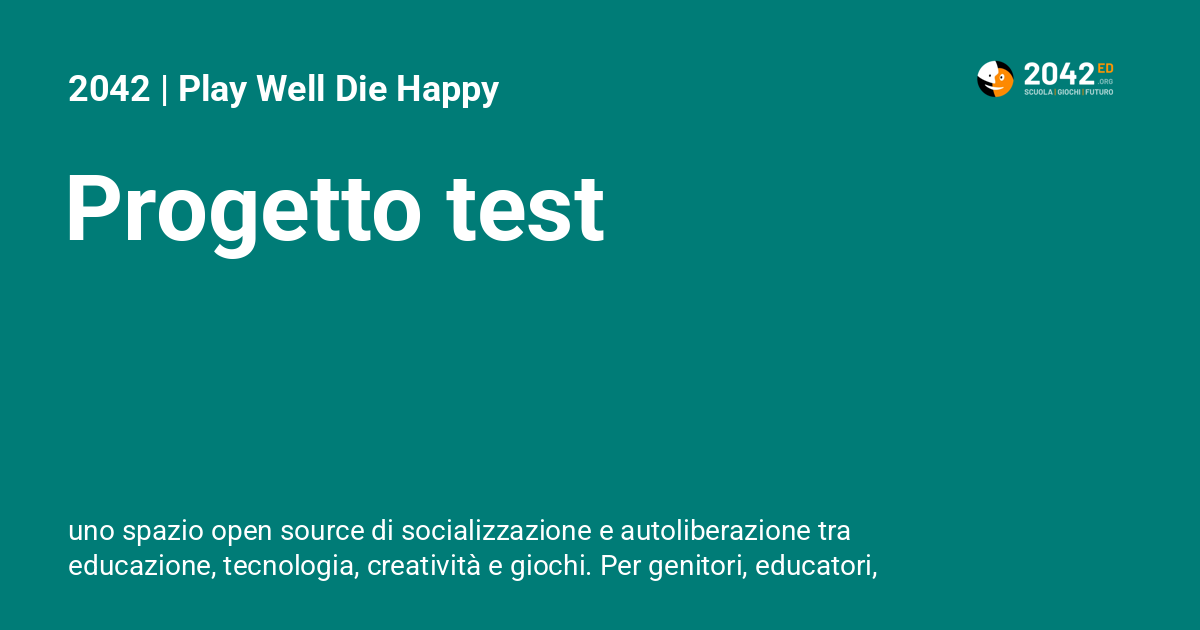 2042 | Play Well Die Happy
2042 ED
.ORG
SCUOLA | GIOCHI | FUTURO
Progetto test
uno spazio open source di socializzazione e autoliberazione tra
educazione, tecnologia, creatività e giochi. Per genitori, educatori,